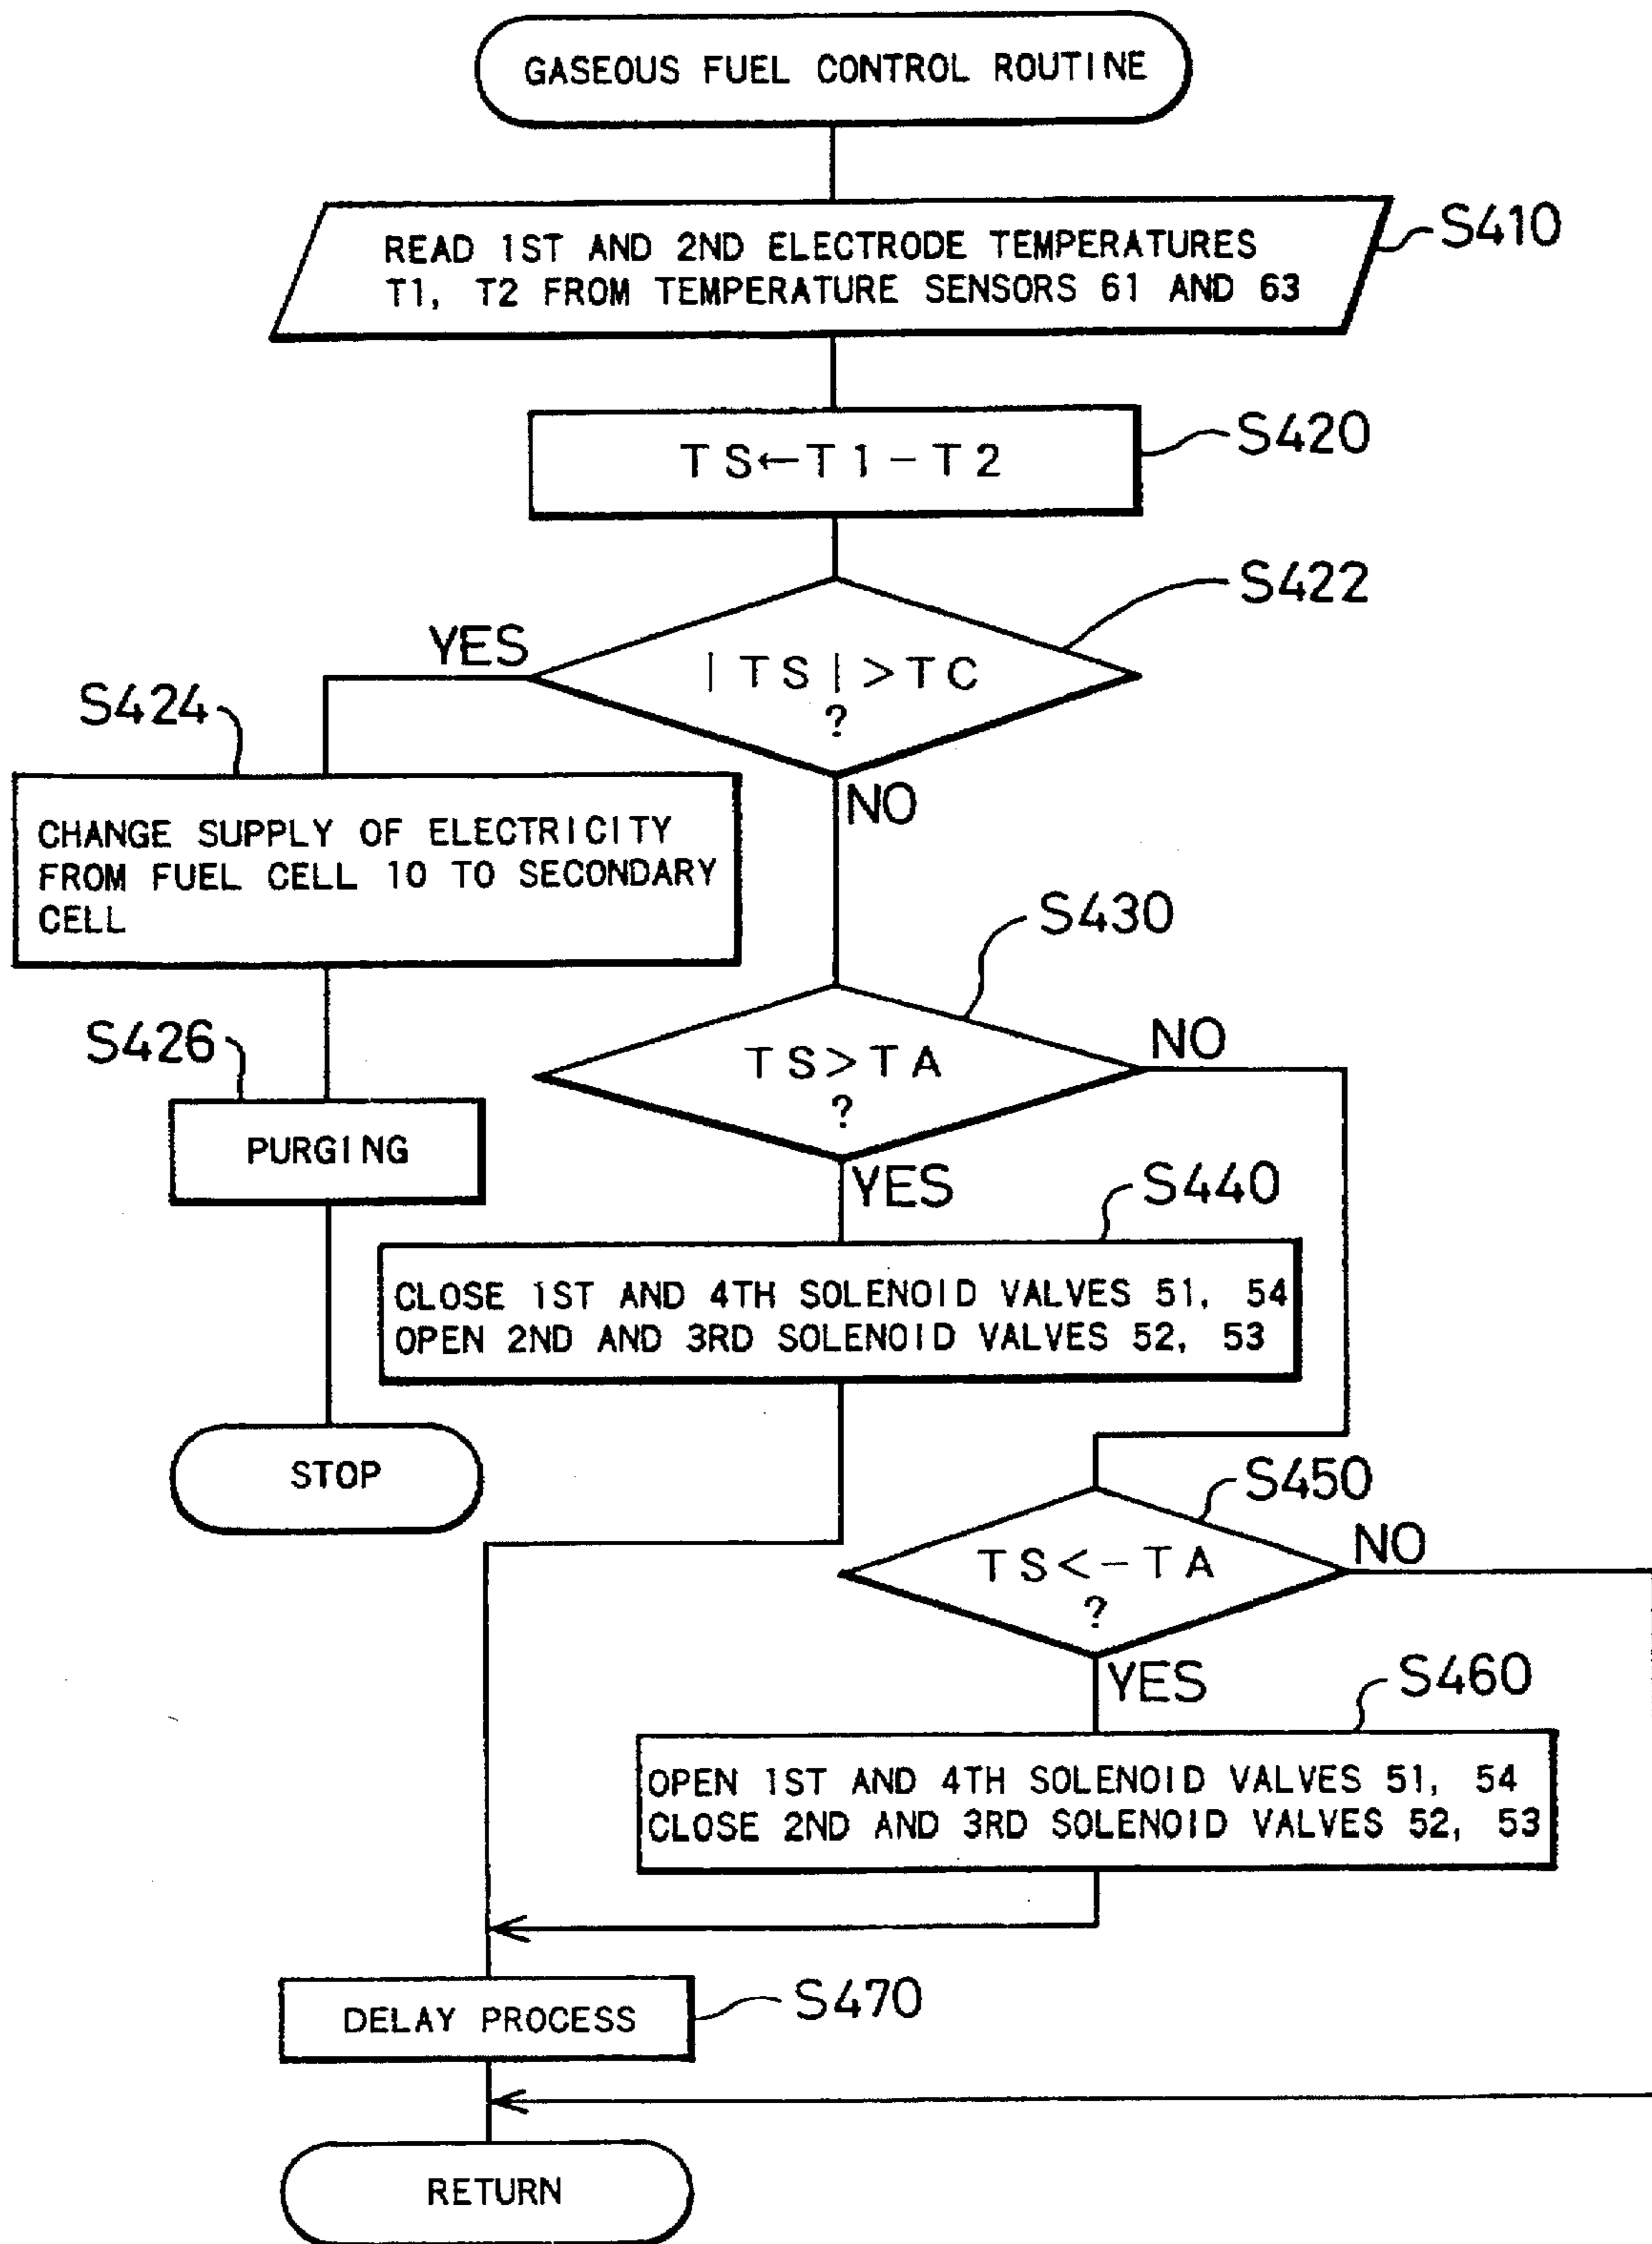 GASEOUS FUEL CONTROL ROUTINE
READ 1ST AND 2ND ELECTRODE TEMPERATURES
T1, T2 FROM TEMPERATURE SENSORS 61 AND 63
S410
TS←T1-T2
S420
S422
YES
|TS|>TC
?
NO
S424
CHANGE SUPPLY OF ELECTRICITY
FROM FUEL CELL 10 TO SECONDARY
CELL
S426
PURGING
STOP
S430
TS>TA
?
NO
YES
S440
CLOSE 1ST AND 4TH SOLENOID VALVES 51, 54
OPEN 2ND AND 3RD SOLENOID VALVES 52, 53
S450
TS<-TA
?
NO
YES
S460
OPEN 1ST AND 4TH SOLENOID VALVES 51, 54
CLOSE 2ND AND 3RD SOLENOID VALVES 52, 53
DELAY PROCESS
S470
RETURN